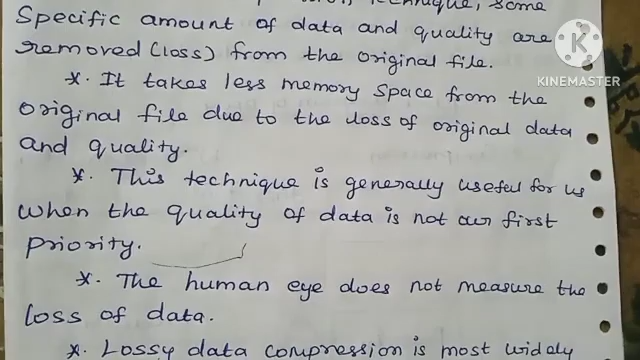 technique, some
Specific amount of data and quality are
removed (loss) from the original file.
*. It takes less memory space from the
original file due to the loss of original data
and quality.
*. This technique is generally useful for us
when the quality of data is not our first
priority.
*. The human eye does not measure the
loss of data.
*. Lossy data compression is most widely
K
KINEMASTER